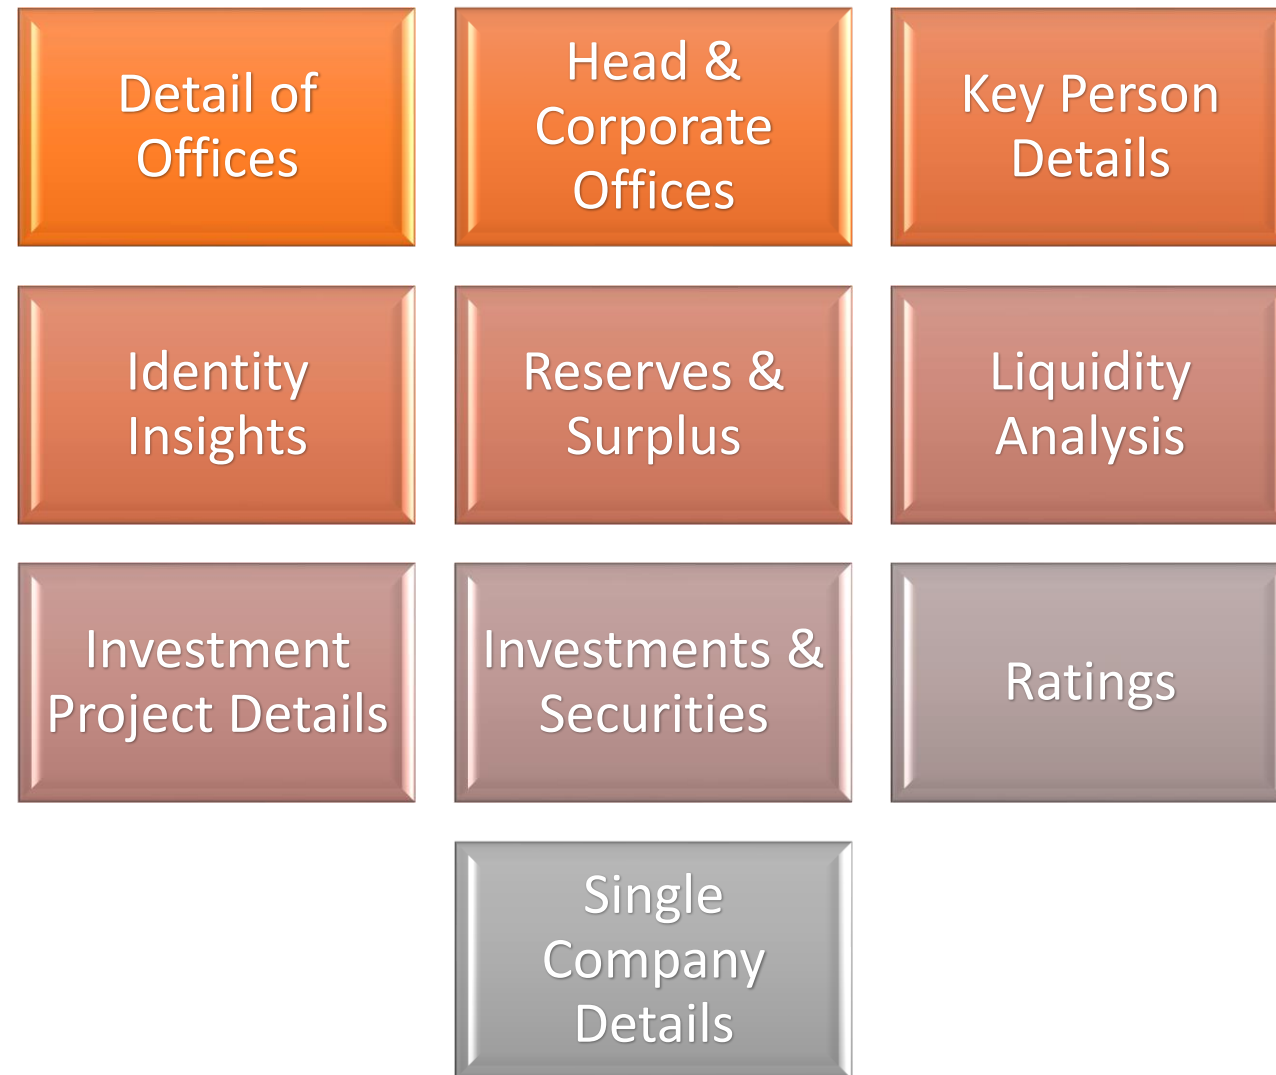 Detail of
Offices
Head &
Corporate
Offices
Key Person
Details
Identity
Insights
Reserves &
Surplus
Liquidity
Analysis
Investment
Project Details
Investments &
Securities
Ratings
Single
Company
Details